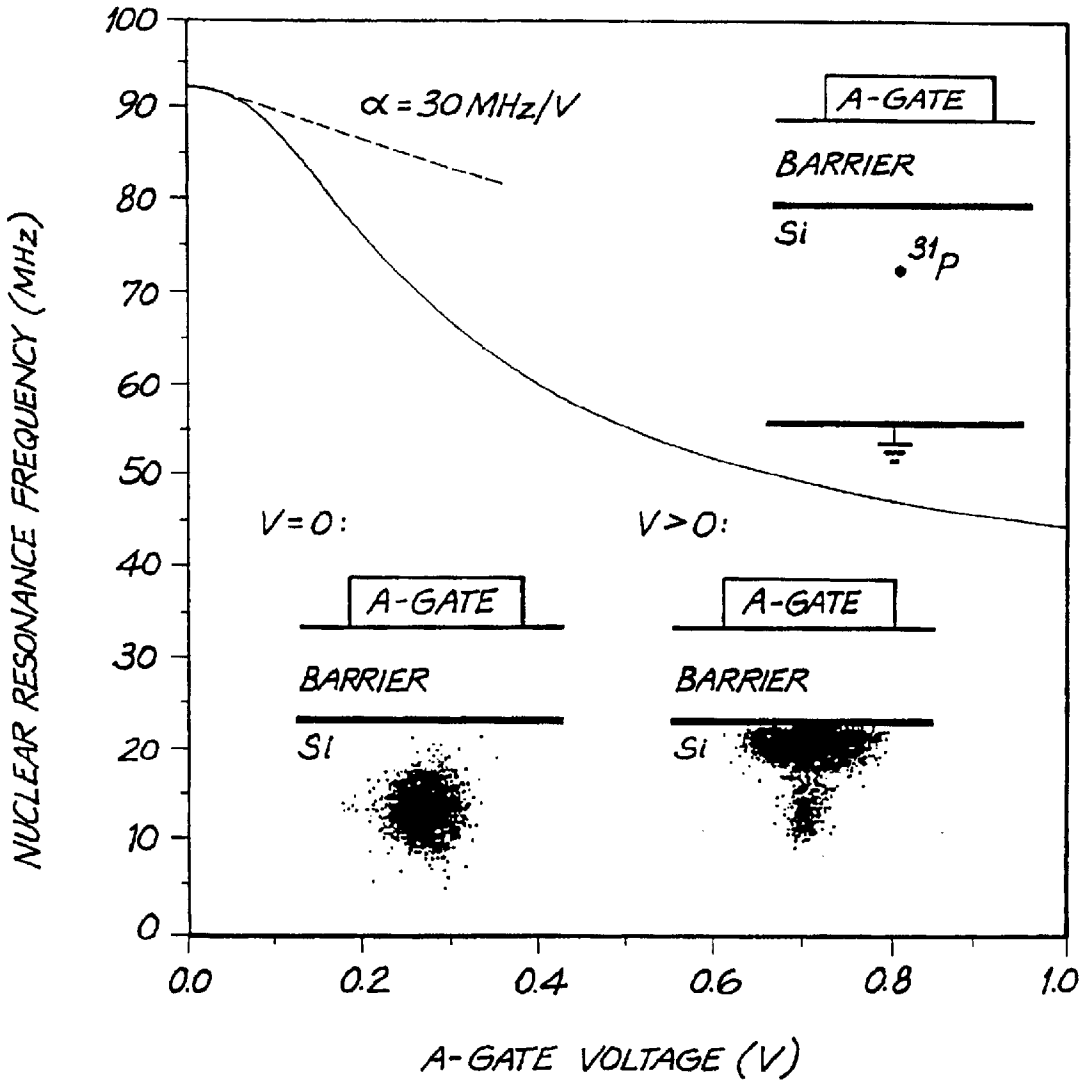 100
90
80
70
60
50
40
30
20
10
0
NUCLEAR RESONANCE FREQUENCY (MHz)
α = 30 MHz/V
A-GATE
BARRIER
Si
31P
V=0:
A-GATE
BARRIER
Si
V>0:
A-GATE
BARRIER
Si
0.0 0.2 0.4 0.6 0.8 1.0
A-GATE VOLTAGE (V)